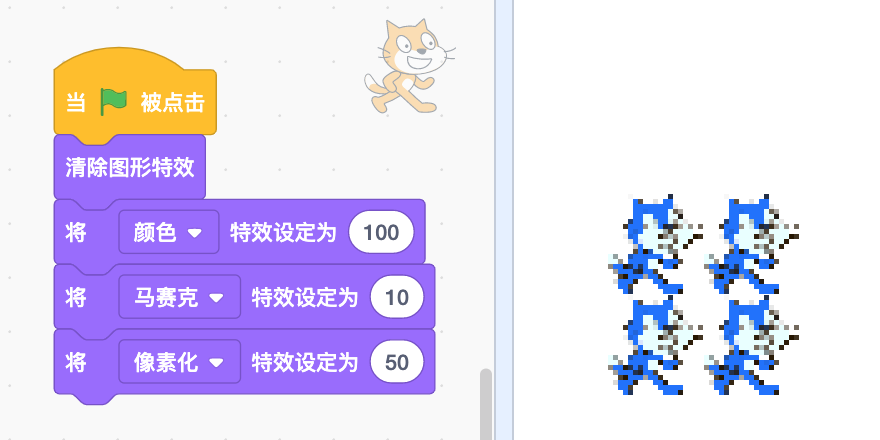 当 被点击
清除图形特效
将 颜色 特效设定为 100
将 马赛克 特效设定为 10
将 像素化 特效设定为 50